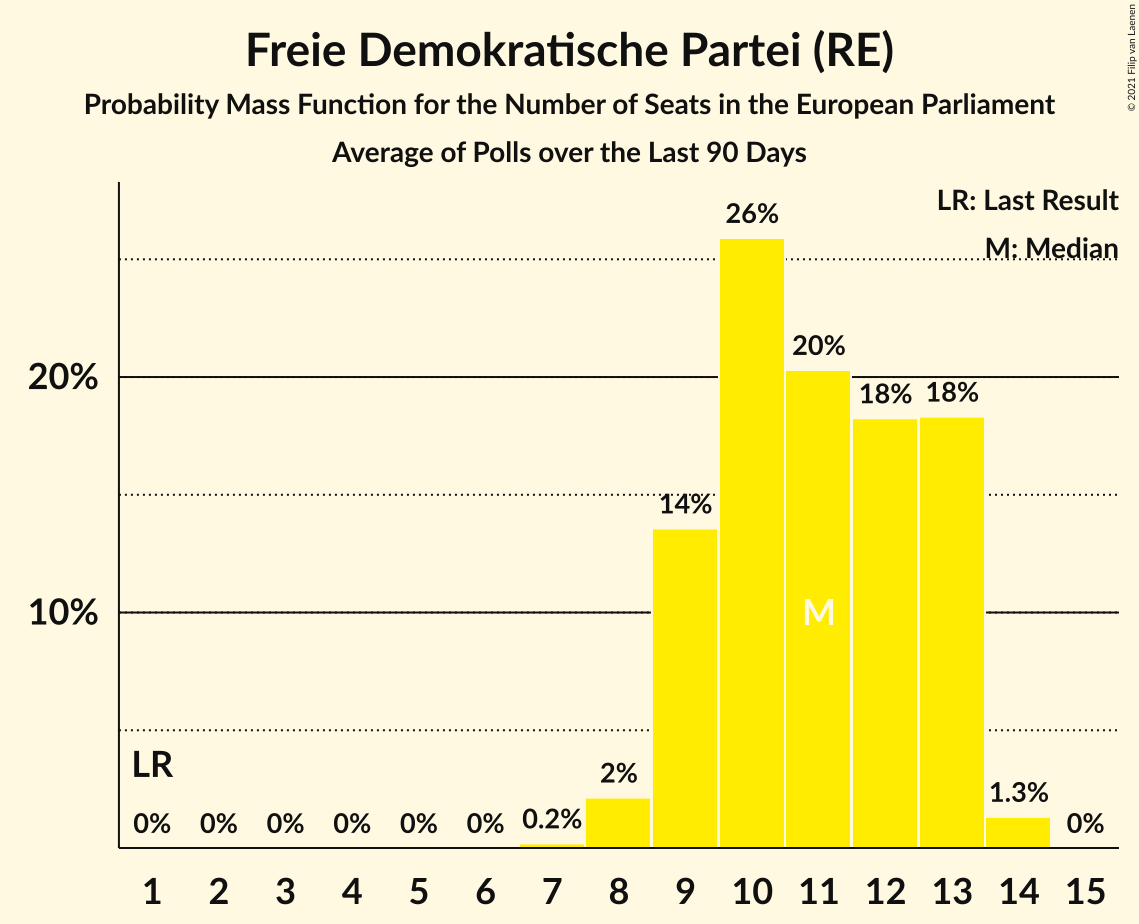 Freie Demokratische Partei (RE)
Probability Mass Function for the Number of Seats in the European Parliament
Average of Polls over the Last 90 Days
© 2021 Filip van Laenen
LR: Last Result
M: Median
26%
20%
20%
18%
18%
14%
10%
M
LR
0%
0%
0%
0%
0%
0%
0.2%
2%
1.3%
0%
1 2 3 4 5 6 7 8 9 10 11 12 13 14 15